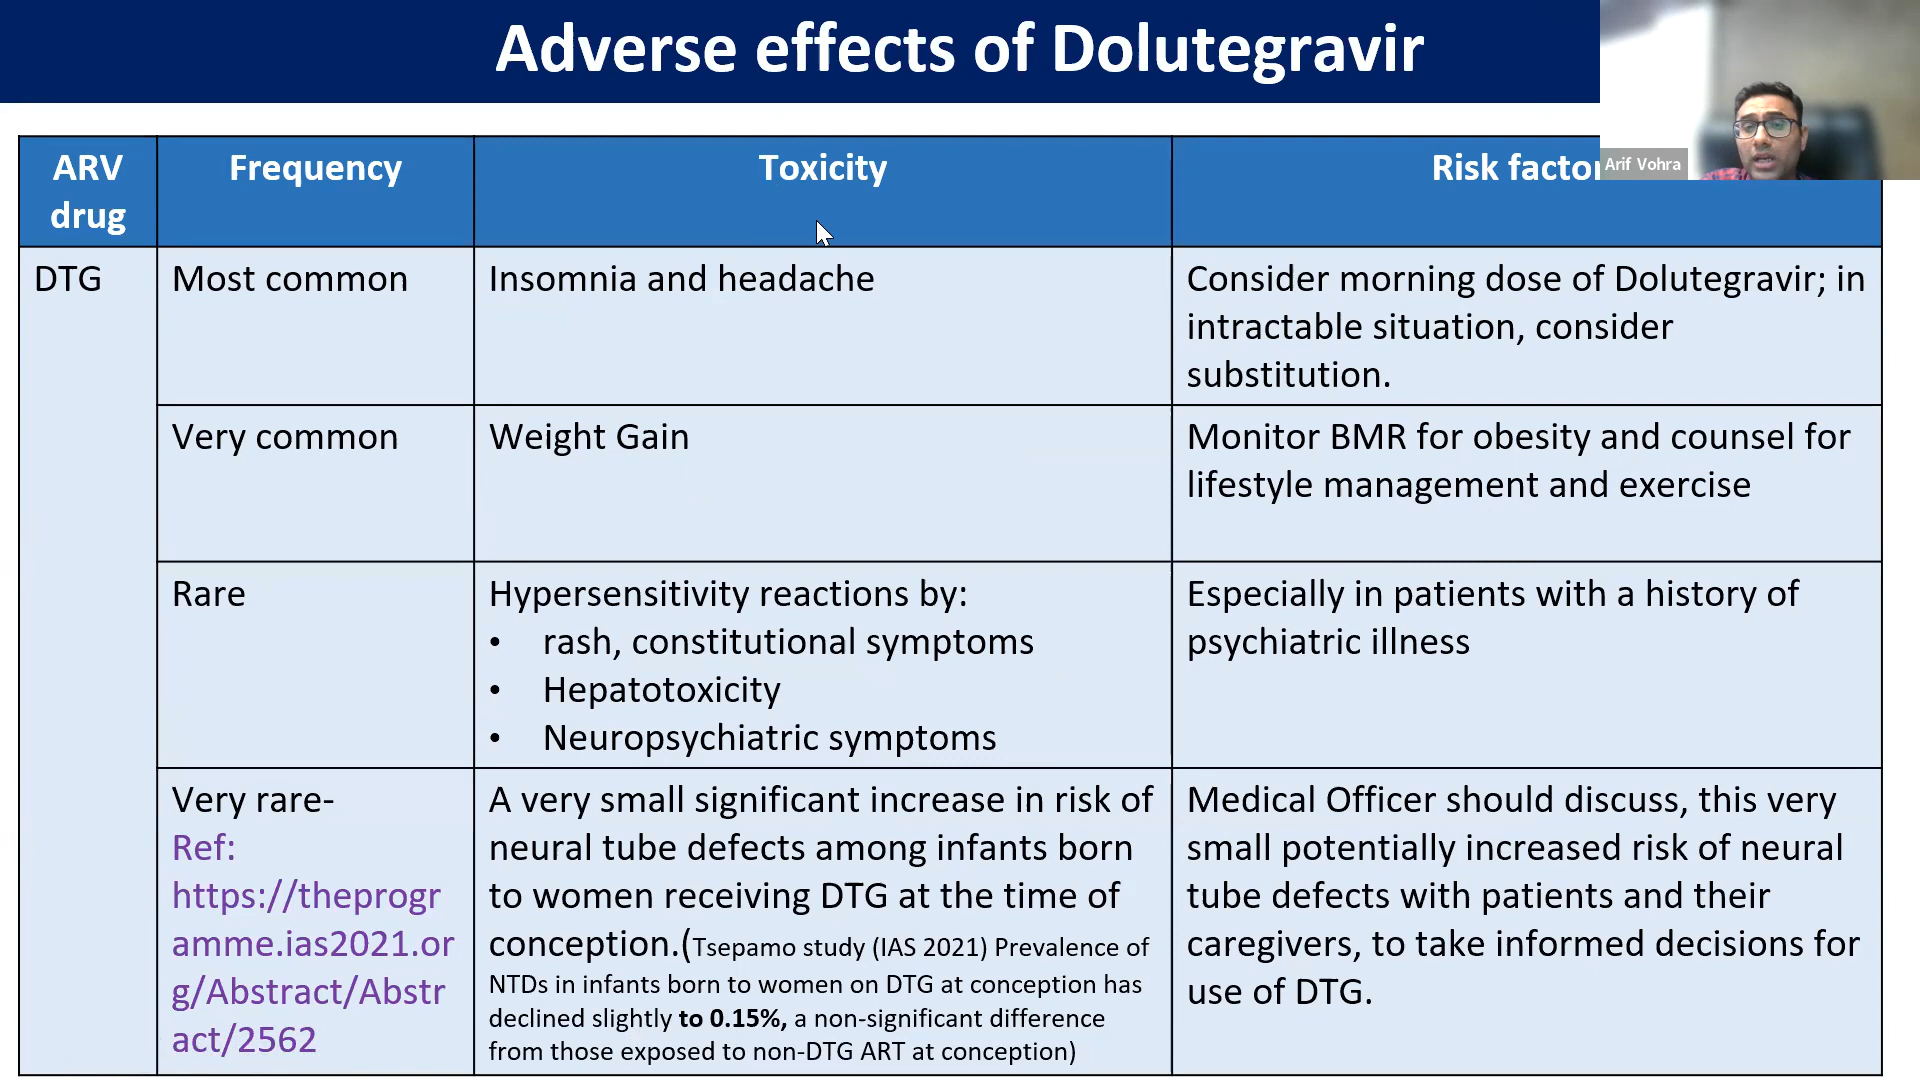 Adverse effects of Dolutegravir
Arif Vohra
ARV
drug
Frequency
Toxicity
Risk factor
DTG
Most common
Insomnia and headache
Consider morning dose of Dolutegravir; in
intractable situation, consider
substitution.
Very common
Weight Gain
Monitor BMR for obesity and counsel for
lifestyle management and exercise
Rare
Hypersensitivity reactions by:
• rash, constitutional symptoms
• Hepatotoxicity
• Neuropsychiatric symptoms
Especially in patients with a history of
psychiatric illness
Very rare-
Ref:
https://theprogr
amme.ias2021.or
g/Abstract/Abstr
act/2562
A very small significant increase in risk of
neural tube defects among infants born
to women receiving DTG at the time of
conception.(Tsepamo study (IAS 2021) Prevalence of
NTDs in infants born to women on DTG at conception has
declined slightly to 0.15%, a non-significant difference
from those exposed to non-DTG ART at conception)
Medical Officer should discuss, this very
small potentially increased risk of neural
tube defects with patients and their
caregivers, to take informed decisions for
use of DTG.